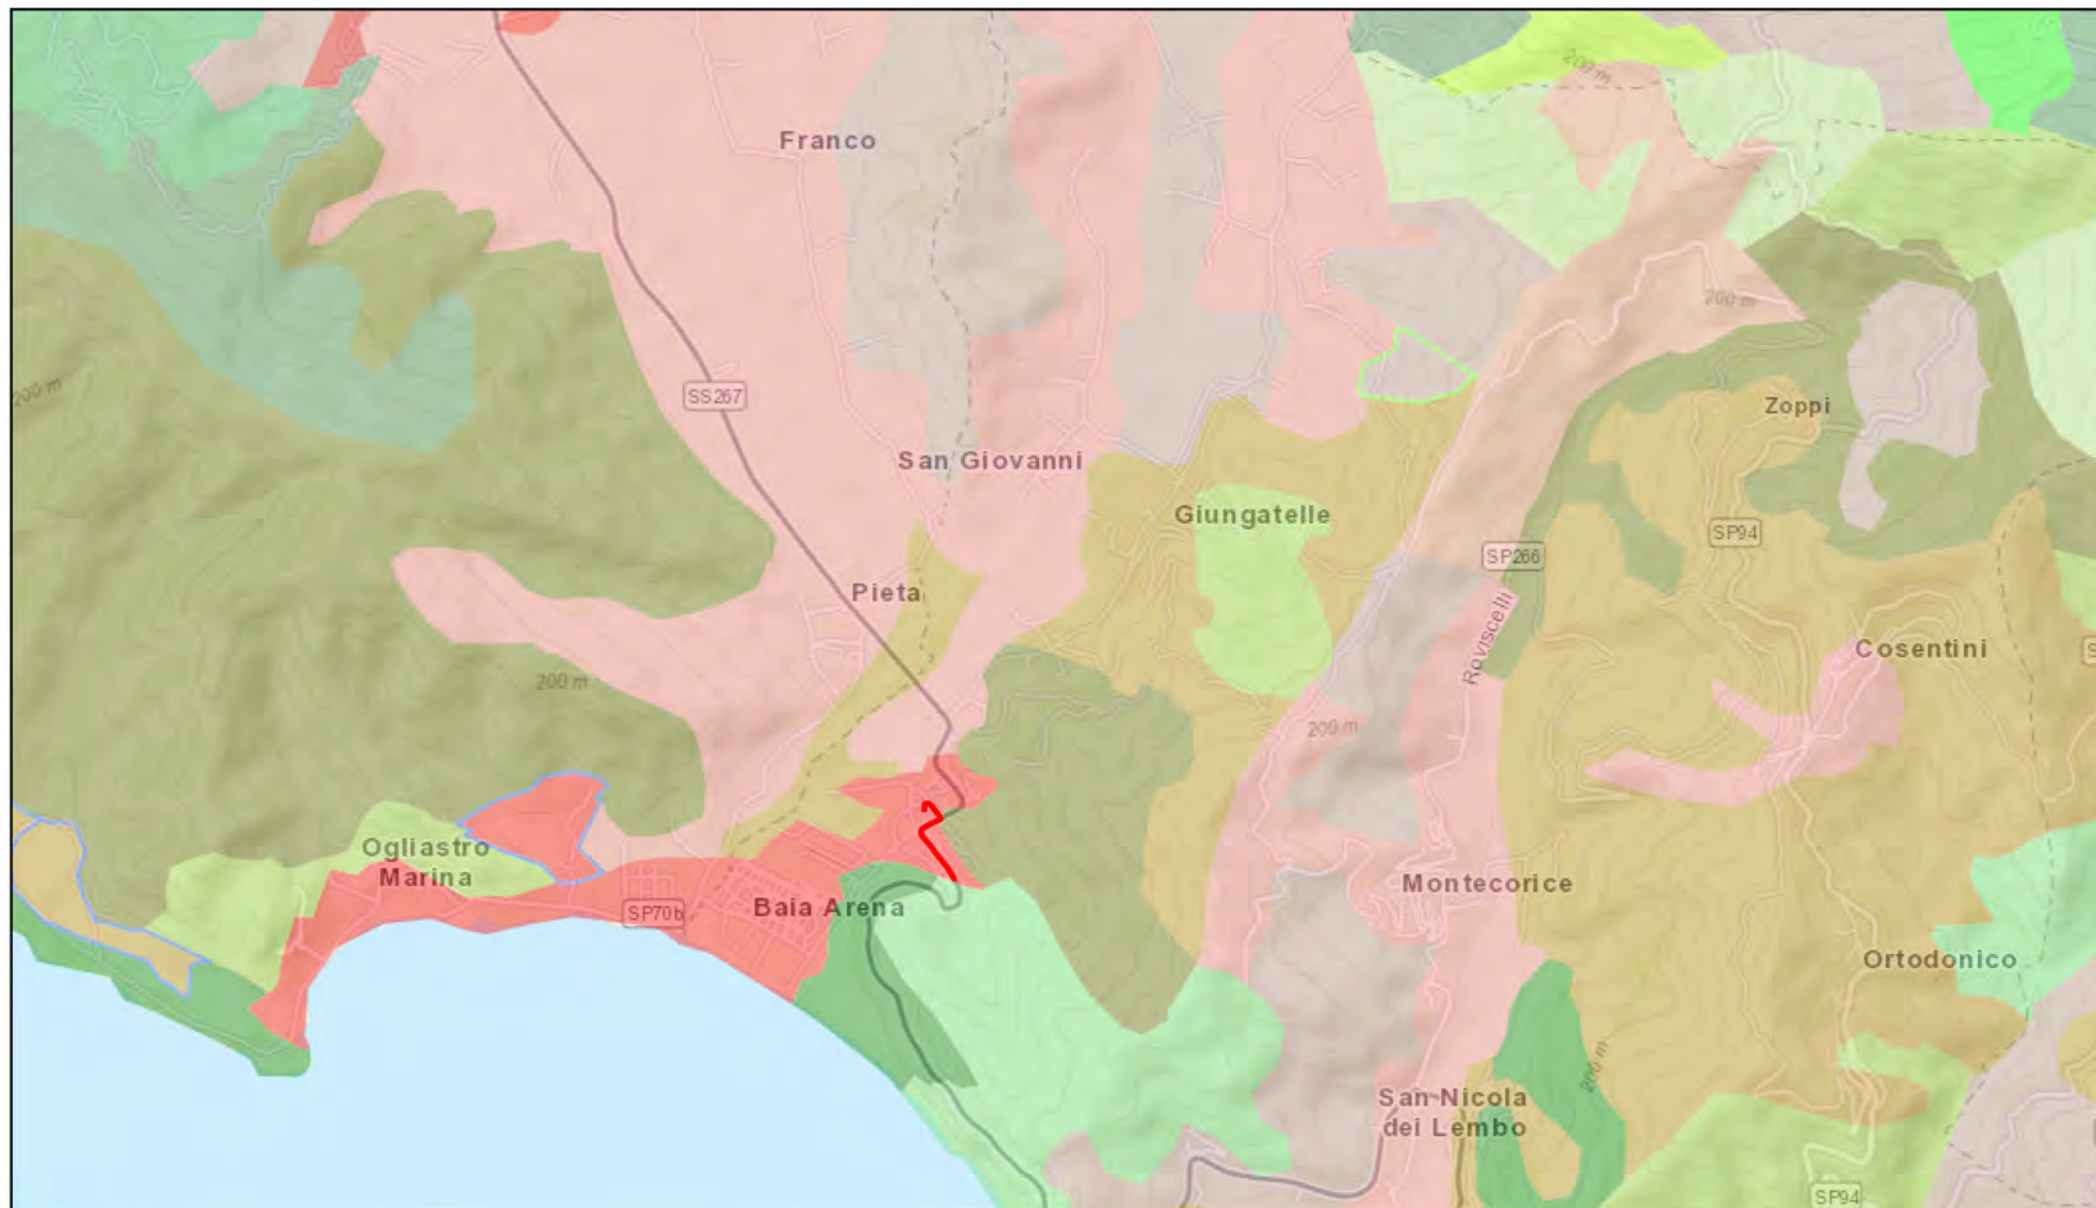 200 m
Franco
200 m
200 m
SS267
Zoppi
San Giovanni
Giungatelle
SP94
SP266
Pieta
Roviscelli
Cosentini
200 m
200 m
Ogliastro
Marina
Montecorice
SP70b
Baia Arena
Ortodonico
200 m
San Nicola
dei Lembo
SP94